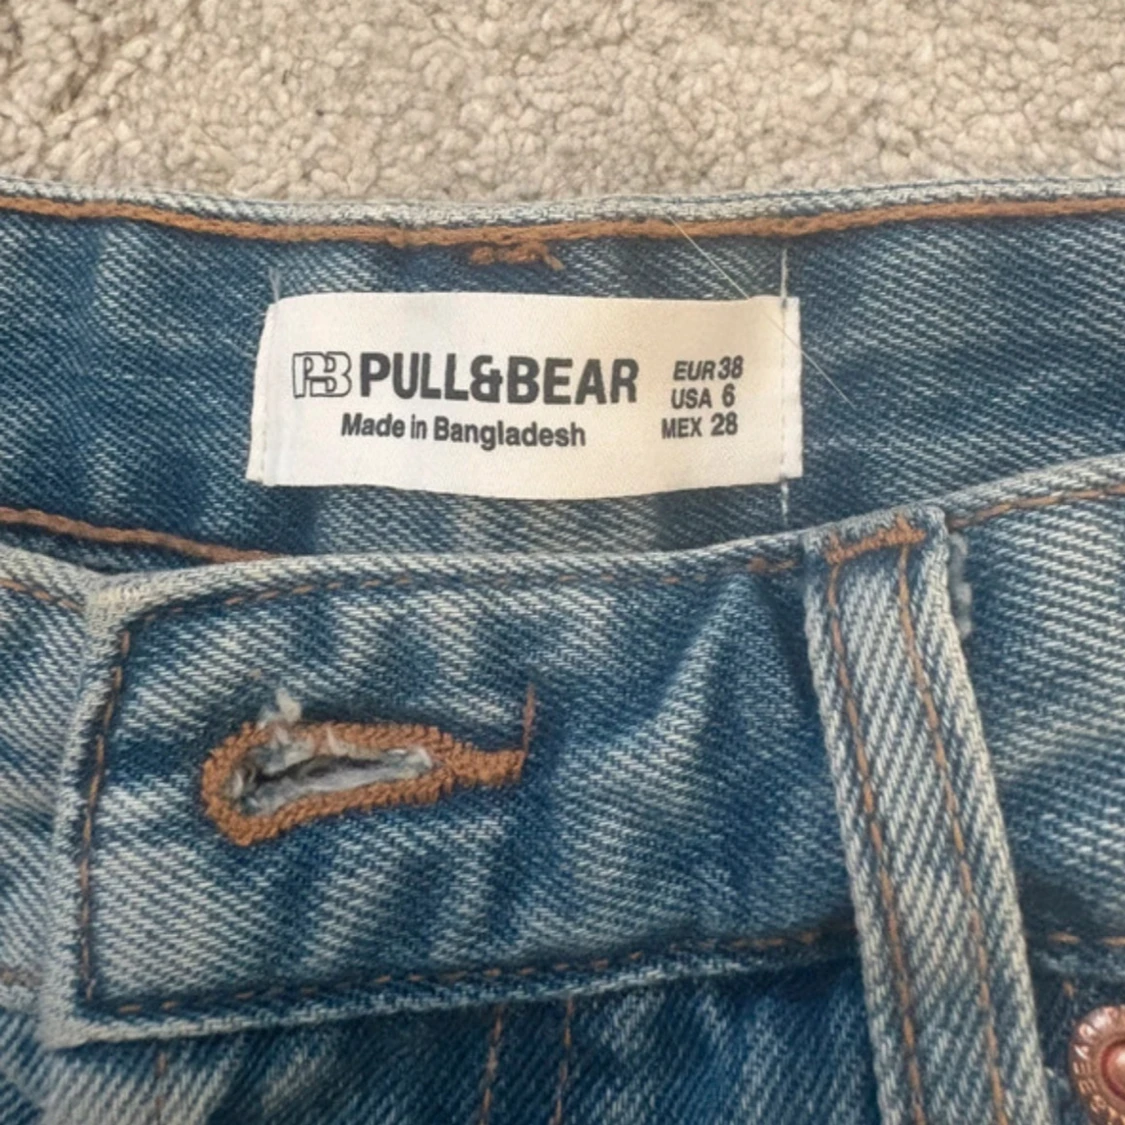 PB PULL&BEAR
Made in Bangladesh
EUR 38
USA 6
MEX 28